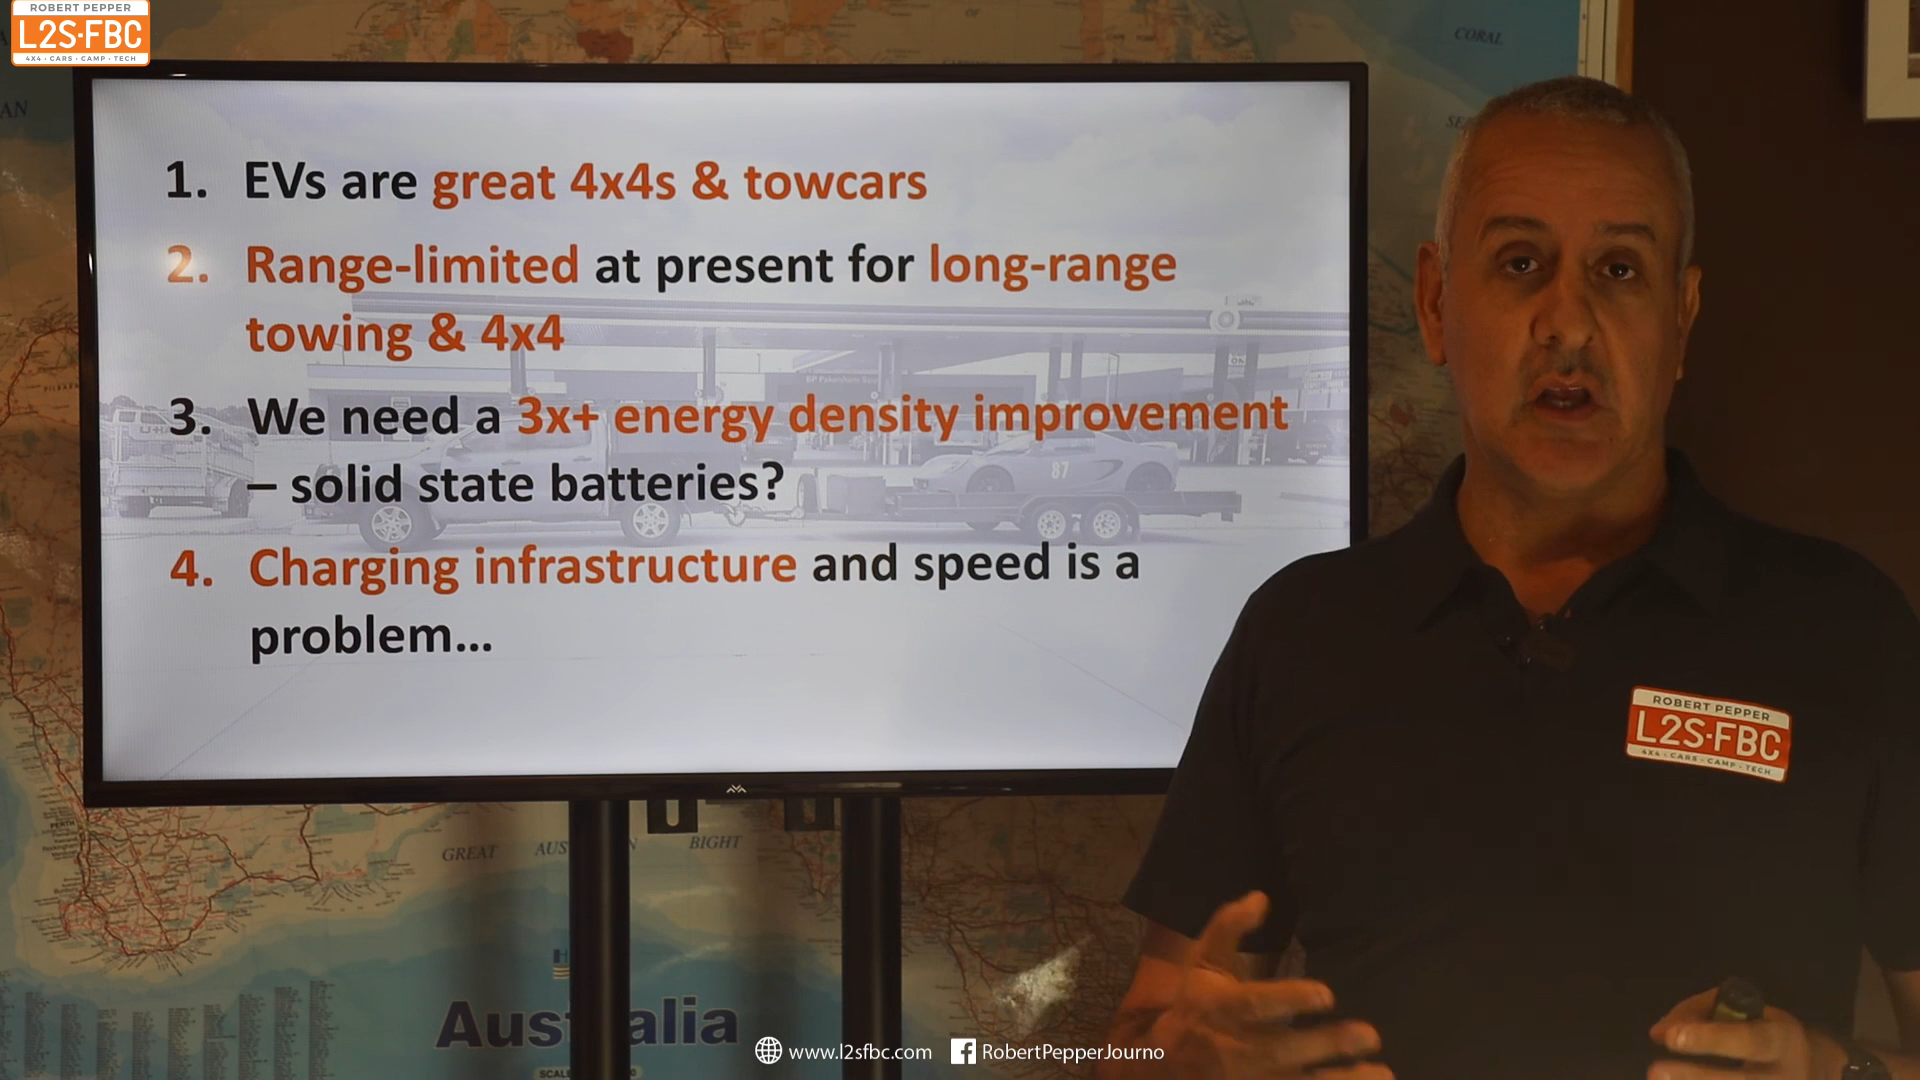 ROBERT PEPPER
L2S·FBC
4X4 · CARS · CAMP · TECH
CORAL
1. EVs are great 4x4s & towcars
2. Range-limited at present for long-range
towing & 4x4
3. We need a 3x+ energy density improvement
– solid state batteries?
4. Charging infrastructure and speed is a
problem...
87
ROBERT PEPPER
L2S·FBC
4X4 · CARS · CAMP · TECH
PERTH
GREAT AUS N BIGHT
Aus alia
www.l2sfbc.com RobertPepperJourno